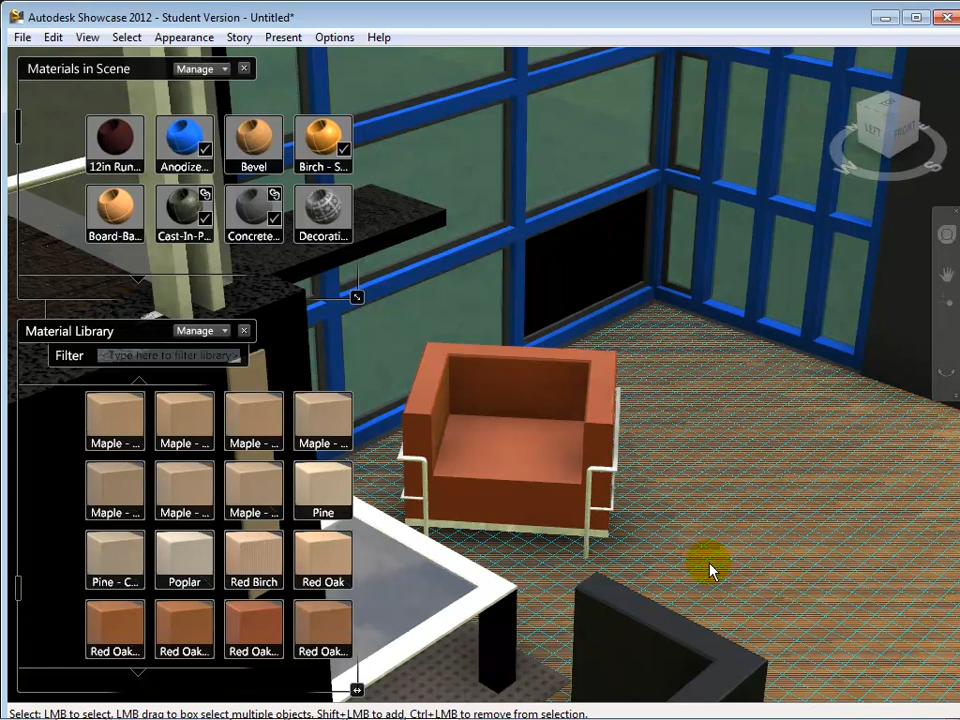 Autodesk Showcase 2012 - Student Version - Untitled*
File Edit View Select Appearance Story Present Options Help
Materials in Scene Manage
12in Run... Anodize... Bevel Birch - S...
Board-Ba... Cast-In-P... Concrete... Decorati...
Material Library Manage
Filter <Type here to filter library>
Maple - ... Maple - ... Maple - ... Maple - ...
Maple - ... Maple - ... Maple - ... Pine
Pine - C... Poplar Red Birch Red Oak
Red Oak... Red Oak... Red Oak... Red Oak...
LEFT FRONT
W S
Select: LMB to select, LMB drag to box select multiple objects. Shift+LMB to add, Ctrl+LMB to remove from selection.